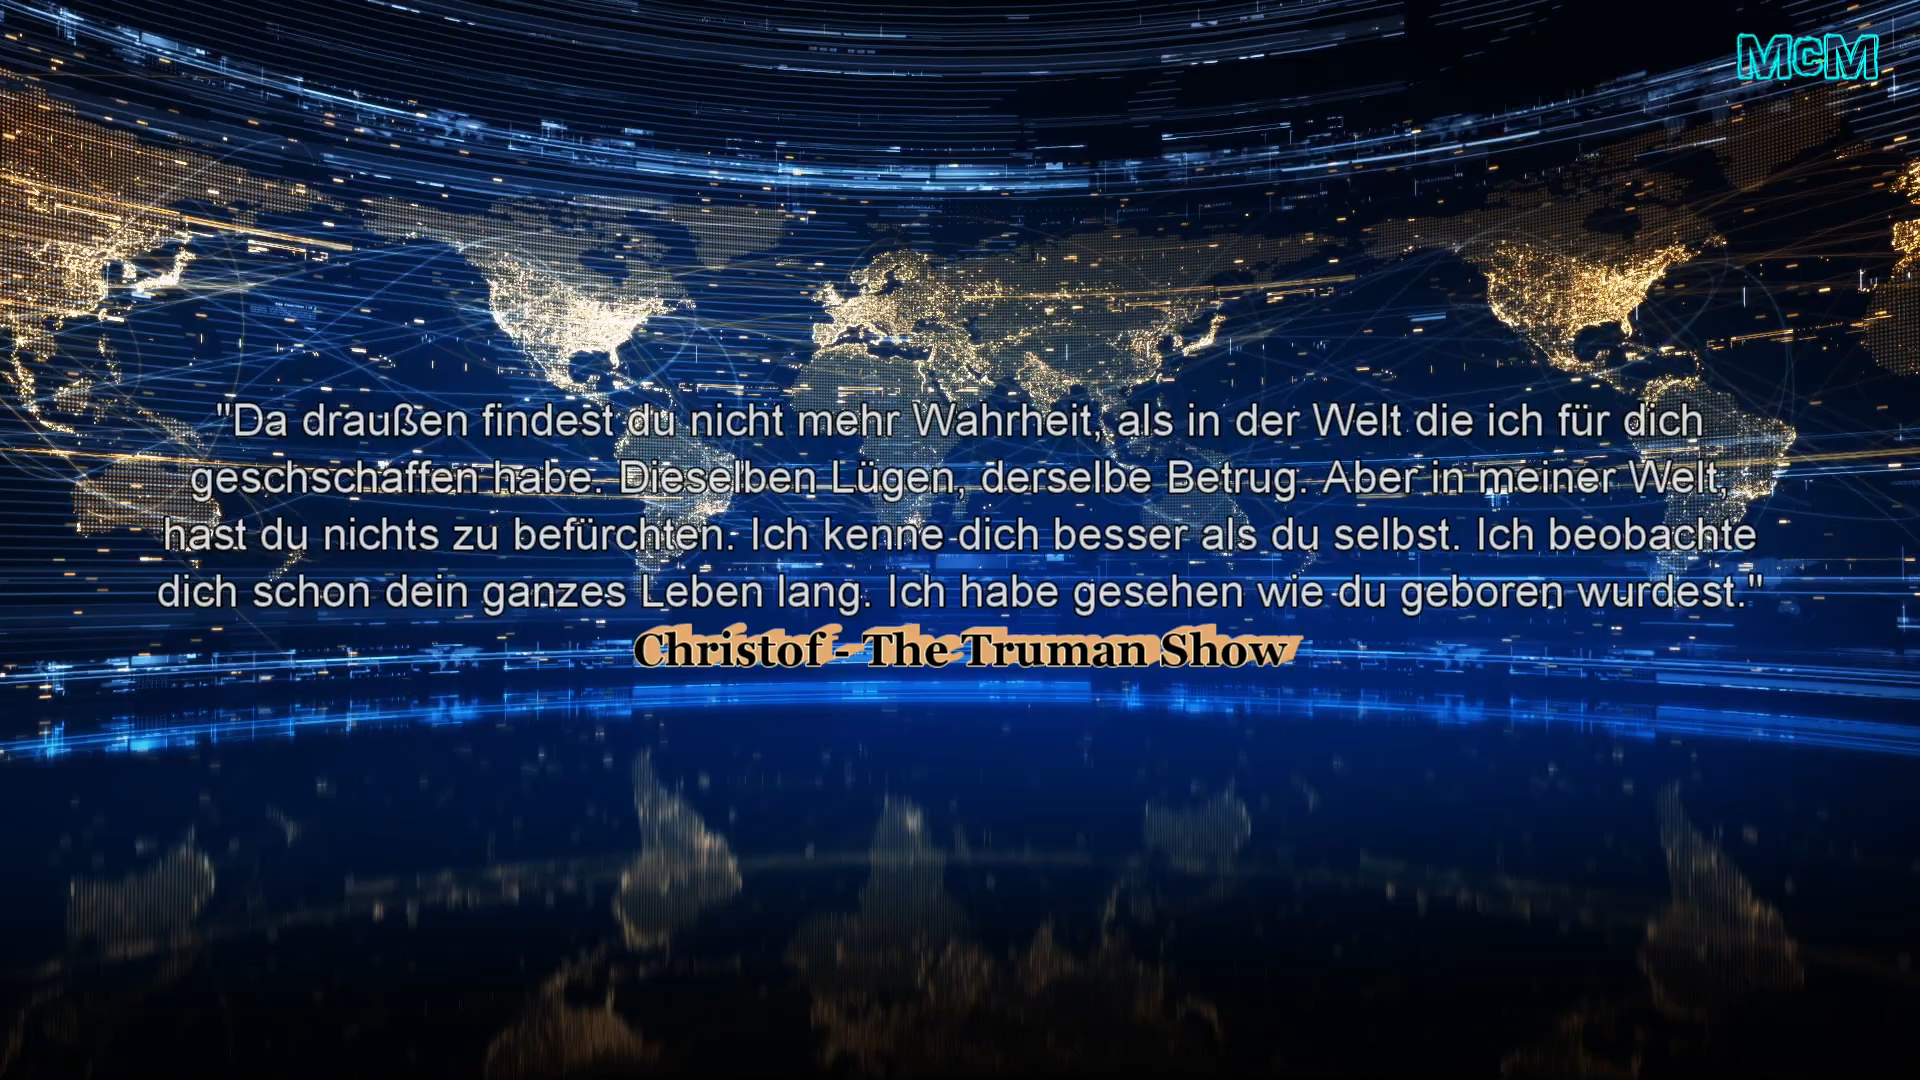 McM
"Da draußen findest du nicht mehr Wahrheit, als in der Welt die ich für dich
geschschaffen habe. Dieselben Lügen, derselbe Betrug. Aber in meiner Welt,
hast du nichts zu befürchten. Ich kenne dich besser als du selbst. Ich beobachte
dich schon dein ganzes Leben lang. Ich habe gesehen wie du geboren wurdest."
Christof - The Truman Show